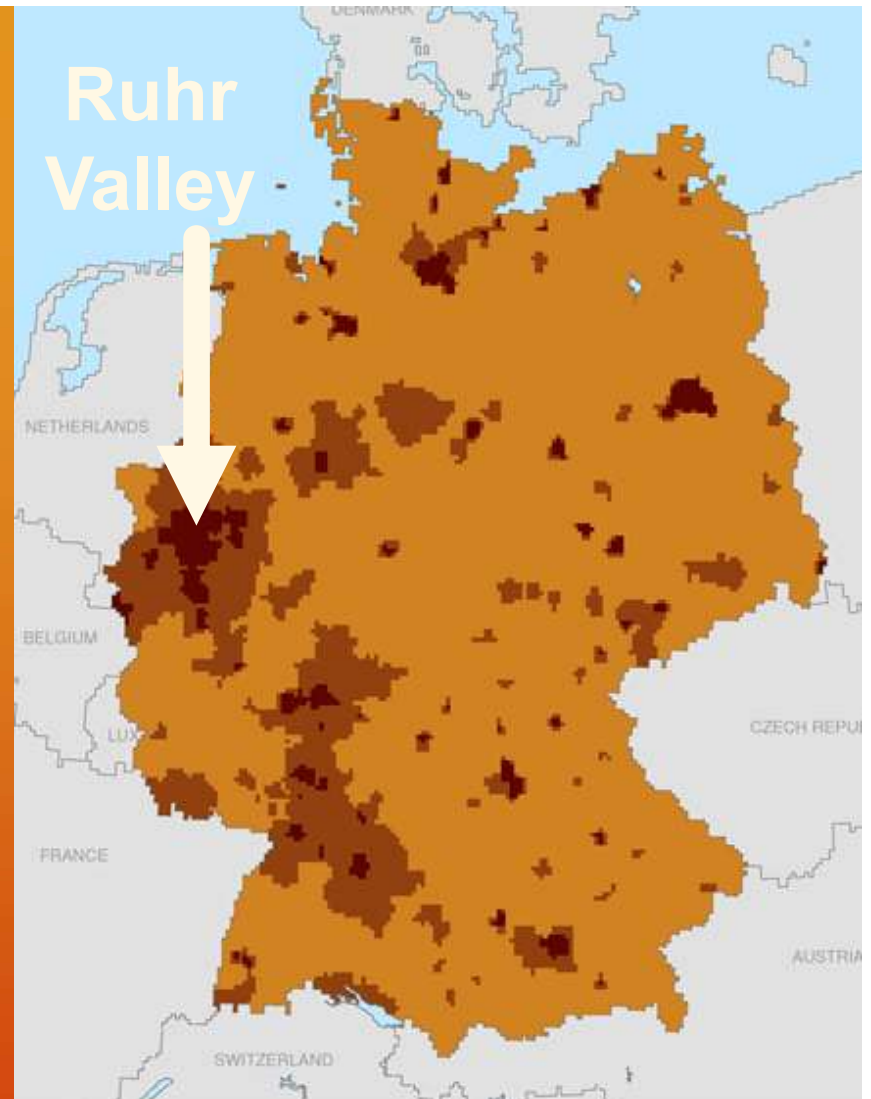 DENMARK
Ruhr
Valley
NETHERLANDS
BELGIUM
LUX
CZECH REPU
FRANCE
AUSTRIA
SWITZERLAND